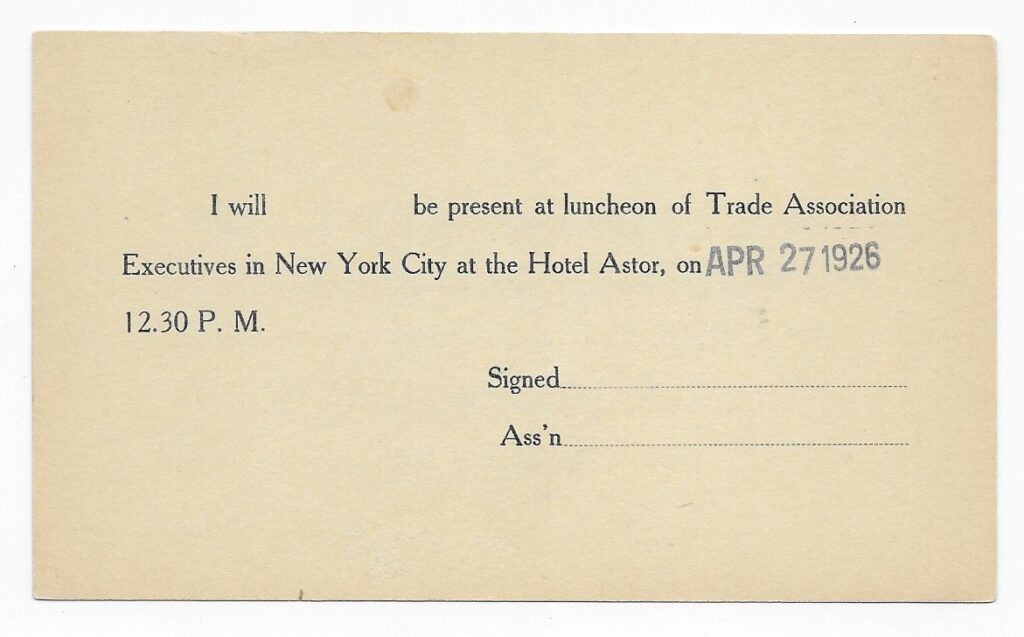 I will be present at luncheon of Trade Association
Executives in New York City at the Hotel Astor, on APR 27 1926
12.30 P. M.
Signed
Ass'n